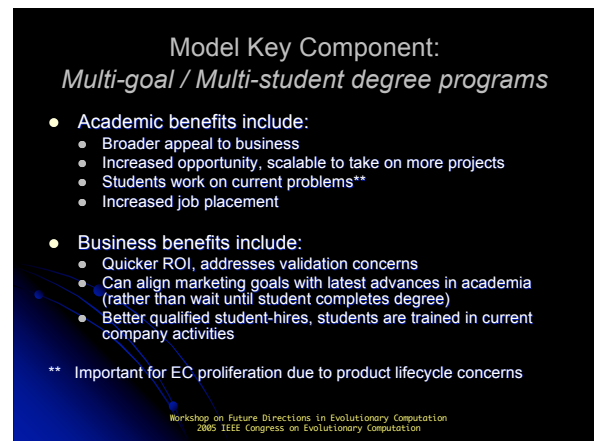 Model Key Component:
Multi-goal / Multi-student degree programs
Academic benefits include:
Broader appeal to business
Increased opportunity, scalable to take on more projects
Students work on current problems**
Increased job placement
Business benefits include:
Quicker ROI, addresses validation concerns
Can align marketing goals with latest advances in academia
(rather than wait until student completes degree)
Better qualified student-hires, students are trained in current
company activities
** Important for EC proliferation due to product lifecycle concerns
Workshop on Future Directions in Evolutionary Computation
2005 IEEE Congress on Evolutionary Computation